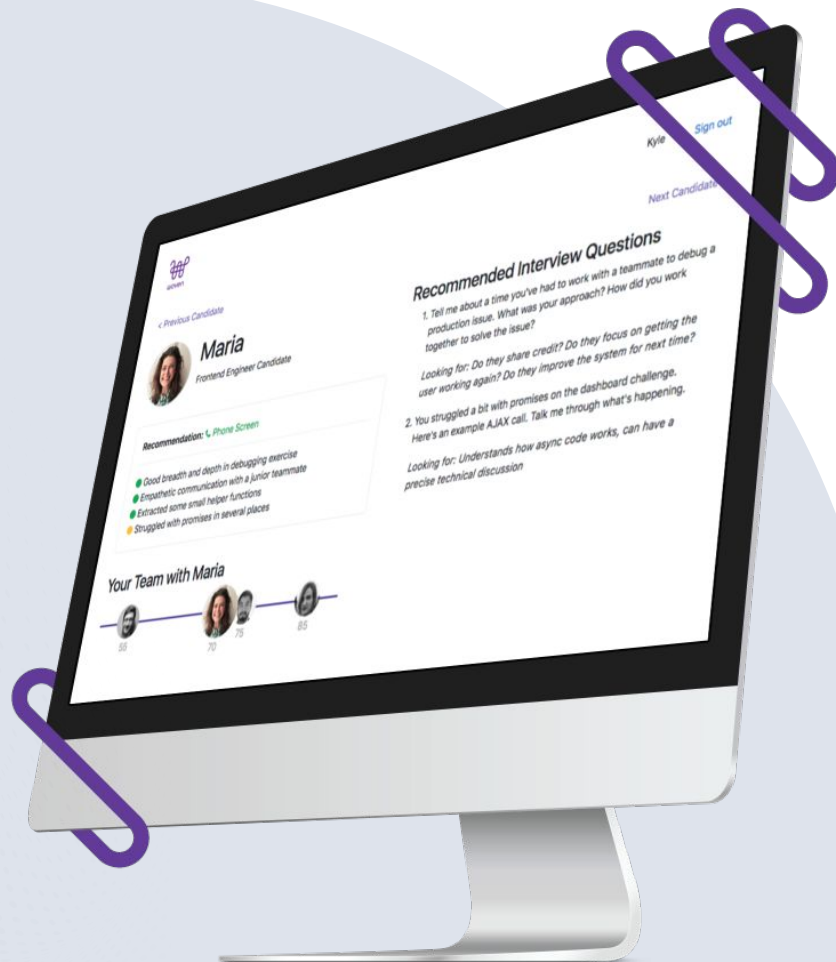 Kyle
Sign out
Next Candidate
woven
< Previous Candidate
Maria
Frontend Engineer Candidate
Recommendation: Phone Screen
Good breadth and depth in debugging exercise
Empathetic communication with a junior teammate
Extracted some small helper functions
Struggled with promises in several places
Your Team with Maria
55
70
75
85
Recommended Interview Questions
1. Tell me about a time you've had to work with a teammate to debug a
production issue. What was your approach? How did you work
together to solve the issue?
Looking for: Do they share credit? Do they focus on getting the
user working again? Do they improve the system for next time?
2. You struggled a bit with promises on the dashboard challenge.
Here's an example AJAX call. Talk me through what's happening.
Looking for: Understands how async code works, can have a
precise technical discussion